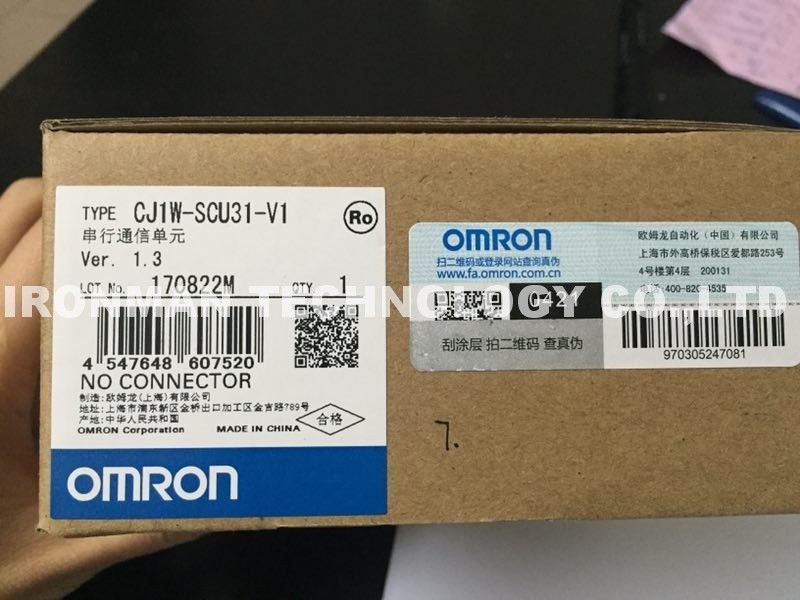 TYPE CJ1W-SCU31-V1
Ro
串行通信单元
Ver. 1.3
LOT No. 170822M QTY. 1
4 547648 607520
NO CONNECTOR
制造:欧姆龙(上海)有限公司
地址:上海市浦东新区金桥出口加工区金吉路789号
产地:中华人民共和国
OMRON Corporation MADE IN CHINA
合格
OMRON
OMRON
扫二维码或登录网站查询真伪
www.fa.omron.com.cn
0421
刮涂层 拍二维码 查真伪
欧姆龙自动化(中国)有限公司
上海市外高桥保税区爱都路253号
4号楼第4层 200131
970305247081
7.
IRONMAN TECHNOLOGY CO.,LTD